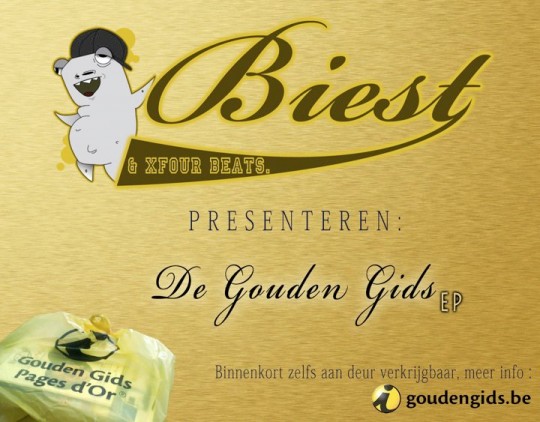 Biest
& XFOUR BEATS.
PRESENTEREN:
De Gouden Gids EP
Gouden Gids
Pages d'Or®
Binnenkort zelfs aan deur verkrijgbaar, meer info :
goudengids.be